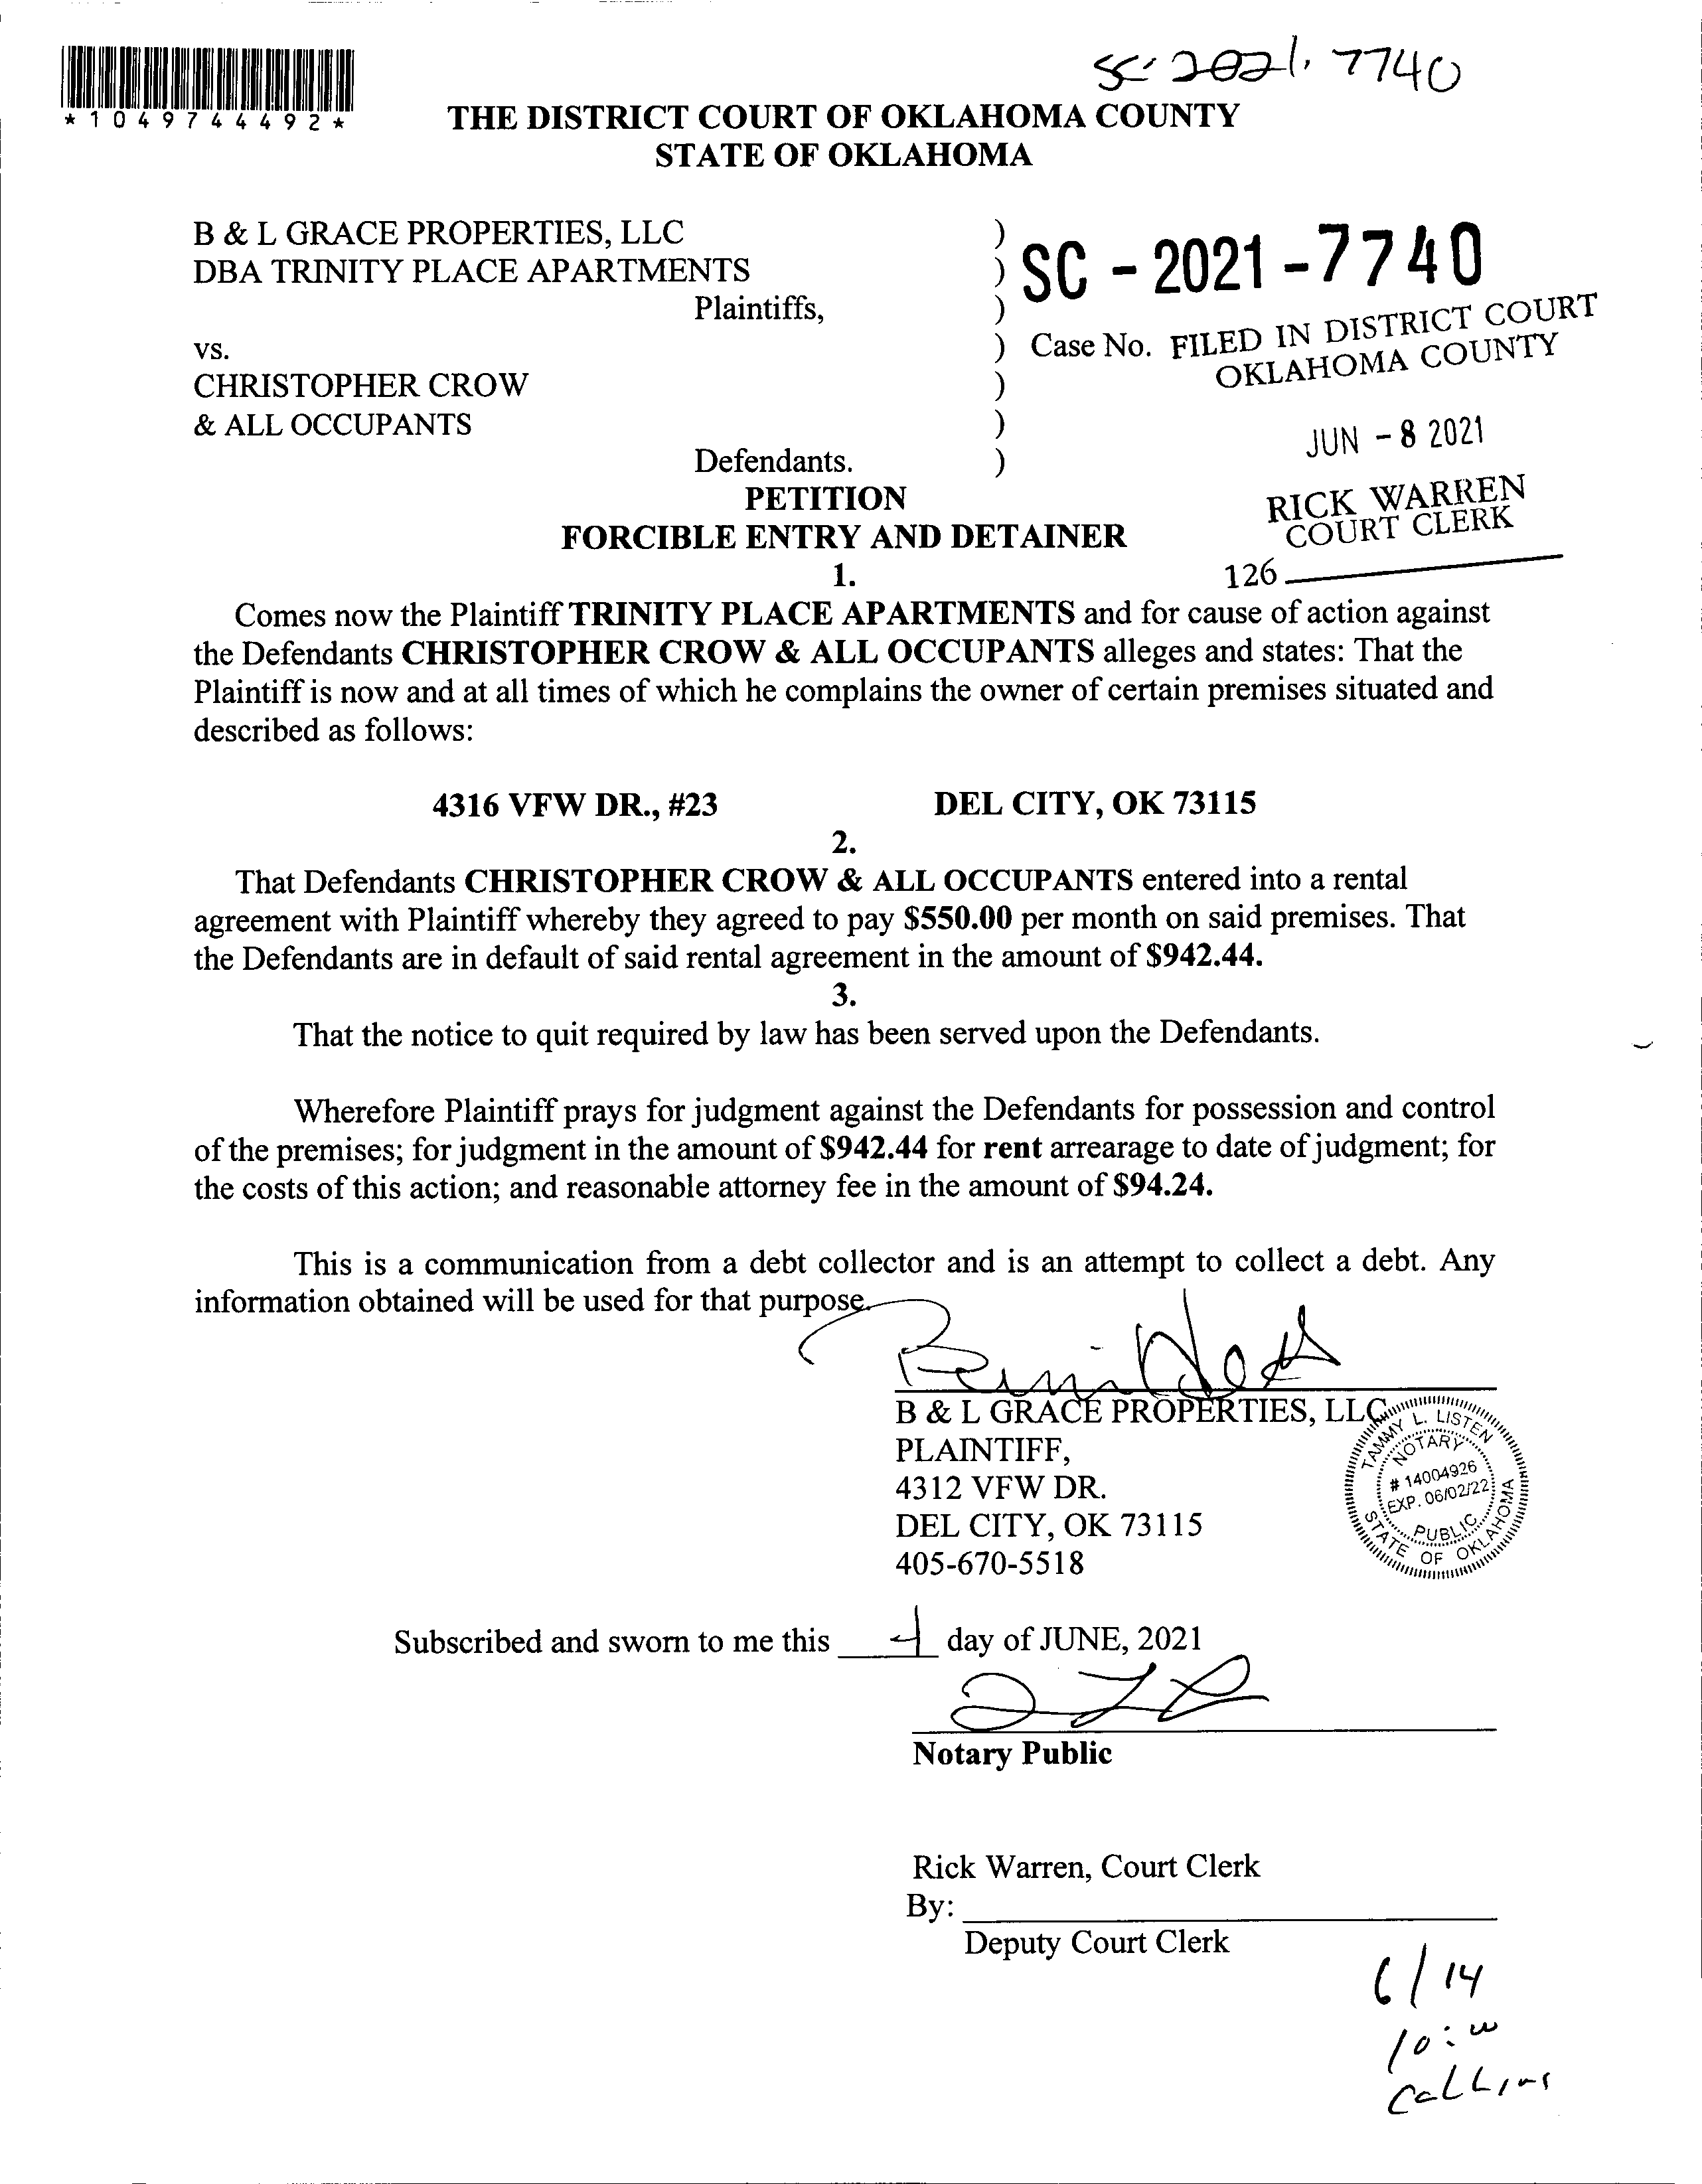 SC-2021-7740
*1049744492*
THE DISTRICT COURT OF OKLAHOMA COUNTY
STATE OF OKLAHOMA
B & L GRACE PROPERTIES, LLC )
DBA TRINITY PLACE APARTMENTS ) SC - 2021 - 7740
Plaintiffs, )
vs. ) Case No. FILED IN DISTRICT COURT
OKLAHOMA COUNTY
CHRISTOPHER CROW )
& ALL OCCUPANTS )
JUN - 8 2021
Defendants. )
PETITION
RICK WARREN
COURT CLERK
FORCIBLE ENTRY AND DETAINER
1.
126
Comes now the Plaintiff TRINITY PLACE APARTMENTS and for cause of action against
the Defendants CHRISTOPHER CROW & ALL OCCUPANTS alleges and states: That the
Plaintiff is now and at all times of which he complains the owner of certain premises situated and
described as follows:
4316 VFW DR., #23 DEL CITY, OK 73115
2.
That Defendants CHRISTOPHER CROW & ALL OCCUPANTS entered into a rental
agreement with Plaintiff whereby they agreed to pay $550.00 per month on said premises. That
the Defendants are in default of said rental agreement in the amount of $942.44.
3.
That the notice to quit required by law has been served upon the Defendants.
Wherefore Plaintiff prays for judgment against the Defendants for possession and control
of the premises; for judgment in the amount of $942.44 for rent arrearage to date of judgment; for
the costs of this action; and reasonable attorney fee in the amount of $94.24.
This is a communication from a debt collector and is an attempt to collect a debt. Any
information obtained will be used for that purpose.
B & L GRACE PROPERTIES, LLC
PLAINTIFF,
4312 VFW DR.
DEL CITY, OK 73115
405-670-5518
TAMMY L. LISTEN
NOTARY
# 14004926
EXP. 06/02/22
PUBLIC
STATE OF OKLAHOMA
Subscribed and sworn to me this day of JUNE, 2021
Notary Public
Rick Warren, Court Clerk
By:
Deputy Court Clerk
6/14
10:00
Collins